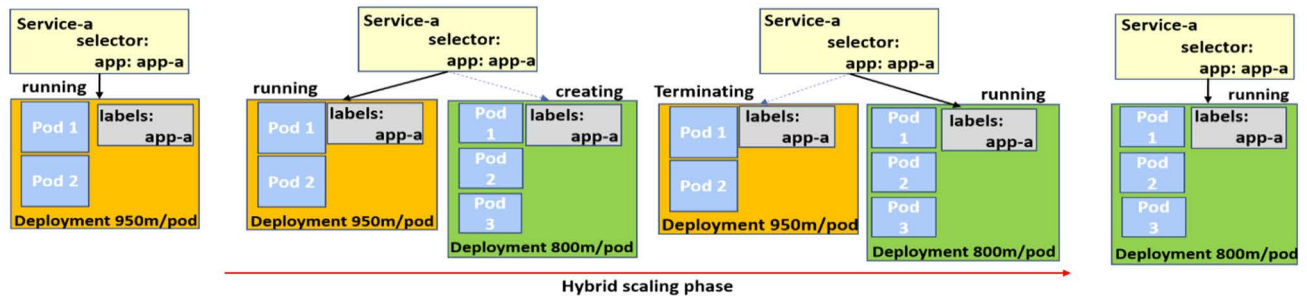 Service-a
selector:
app: app-a
running
Pod 1
labels:
app-a
Pod 2
Deployment 950m/pod
Service-a
selector:
app: app-a
running
Pod 1
labels:
app-a
Pod 2
Deployment 950m/pod
creating
Pod
1
labels:
app-a
Pod
2
Pod
3
Deployment 800m/pod
Service-a
selector:
app: app-a
Terminating
Pod 1
labels:
app-a
Pod 2
Deployment 950m/pod
running
Pod
1
labels:
app-a
Pod
2
Pod
3
Deployment 800m/pod
Service-a
selector:
app: app-a
running
Pod
1
labels:
app-a
Pod
2
Pod
3
Deployment 800m/pod
Hybrid scaling phase